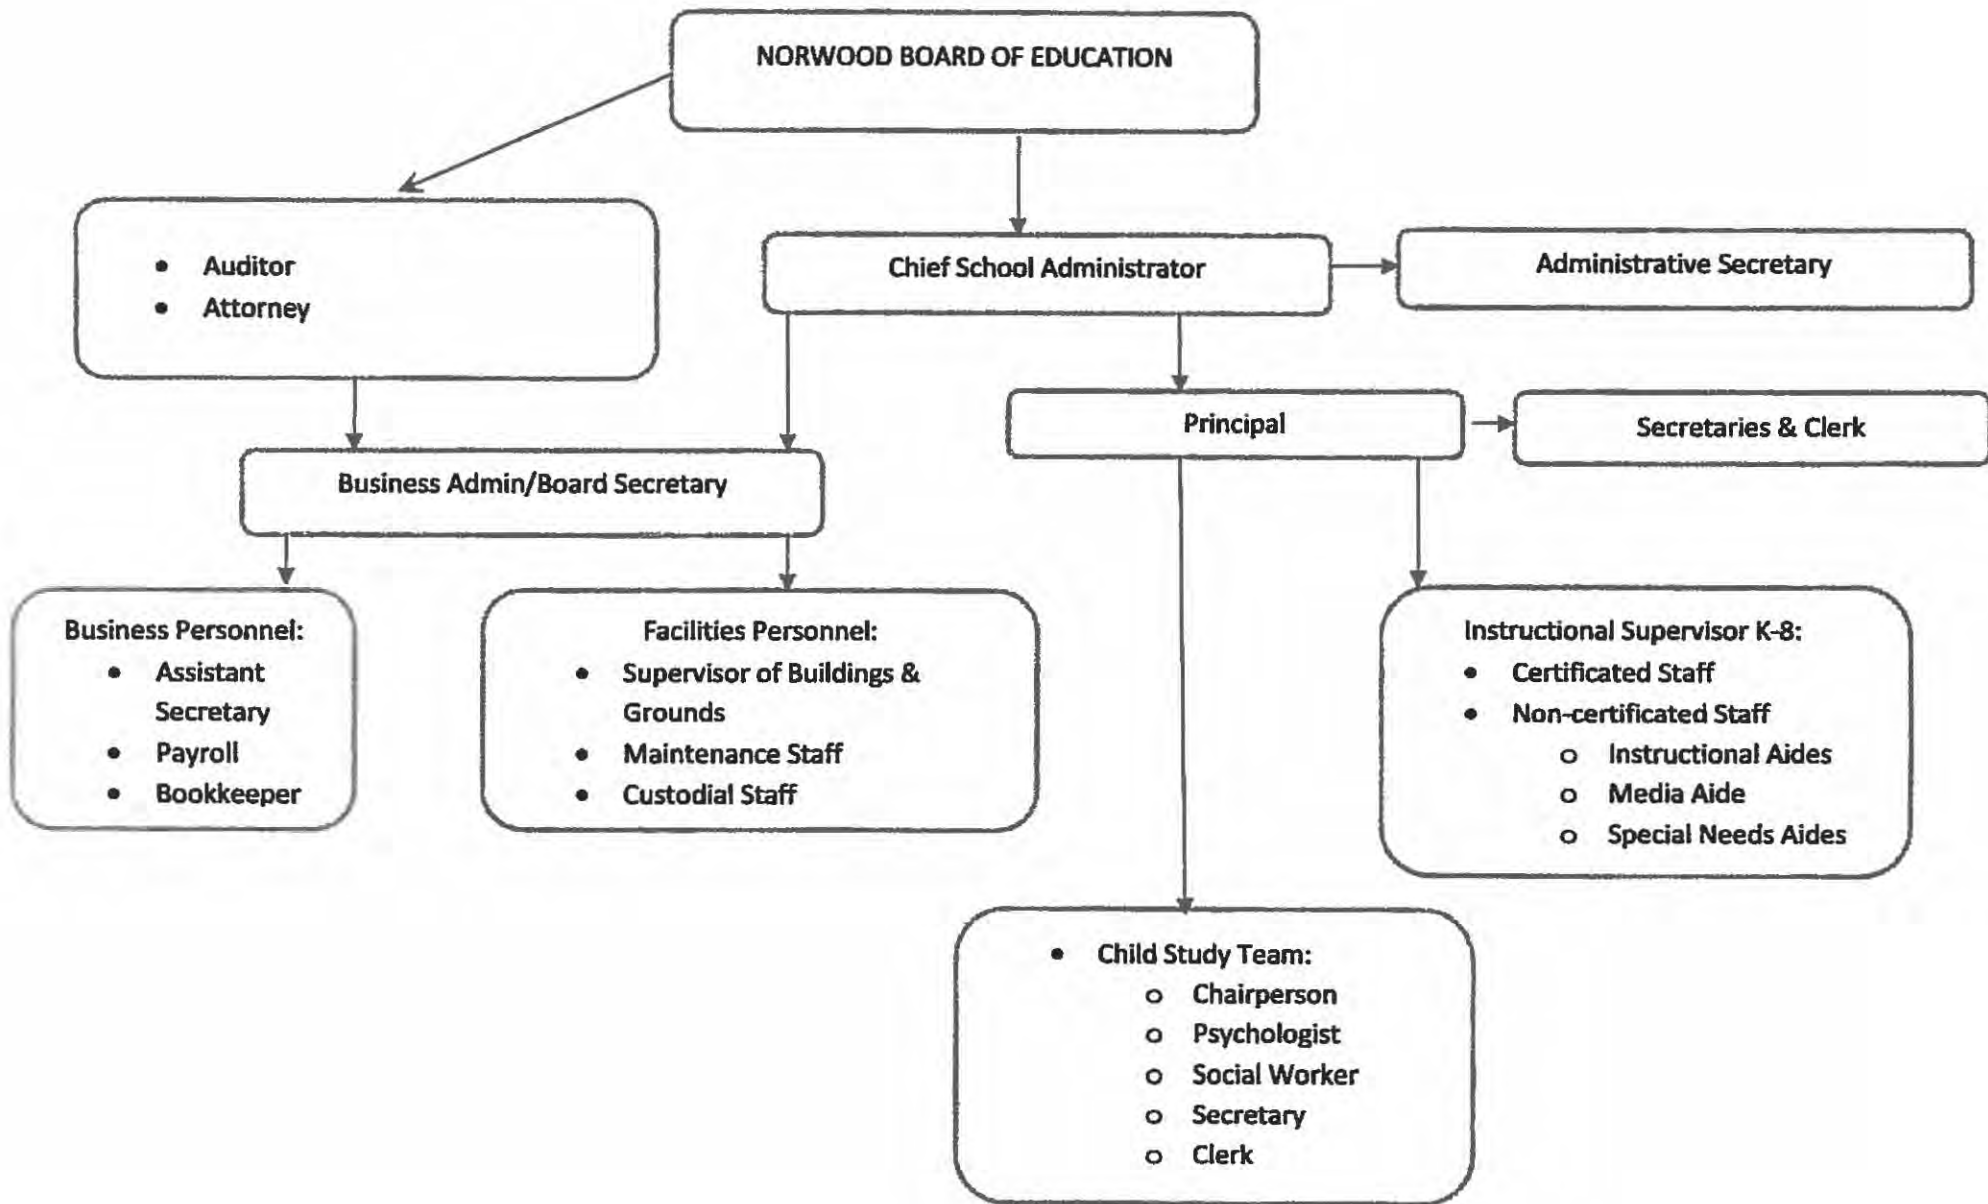 NORWOOD BOARD OF EDUCATION
• Auditor
• Attorney
Chief School Administrator
Administrative Secretary
Principal
Secretaries & Clerk
Business Admin/Board Secretary
Business Personnel:
• Assistant
Secretary
• Payroll
• Bookkeeper
Facilities Personnel:
• Supervisor of Buildings &
Grounds
• Maintenance Staff
• Custodial Staff
Instructional Supervisor K-8:
• Certificated Staff
• Non-certificated Staff
o Instructional Aides
o Media Aide
o Special Needs Aides
• Child Study Team:
o Chairperson
o Psychologist
o Social Worker
o Secretary
o Clerk